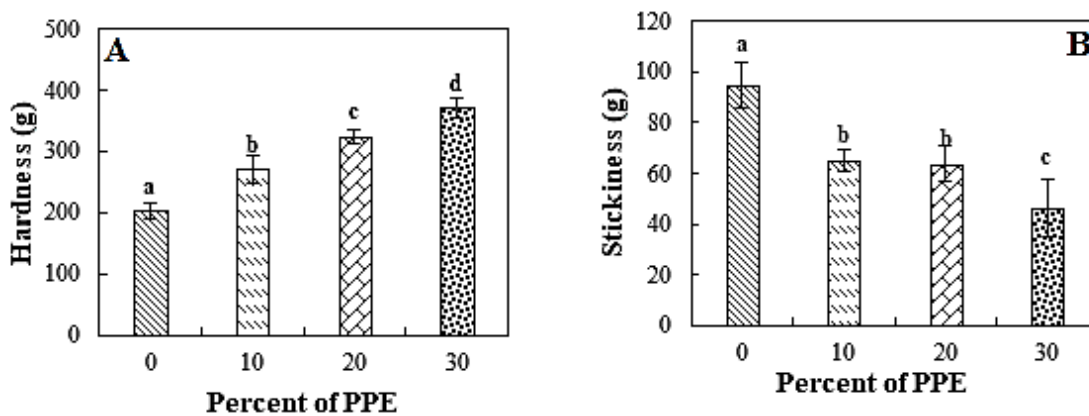 A
Hardness (g)
500
400
300
200
100
0
a
b
c
d
0 10 20 30
Percent of PPE
B
Stickiness (g)
120
100
80
60
40
20
0
a
b
b
c
0 10 20 30
Percent of PPE